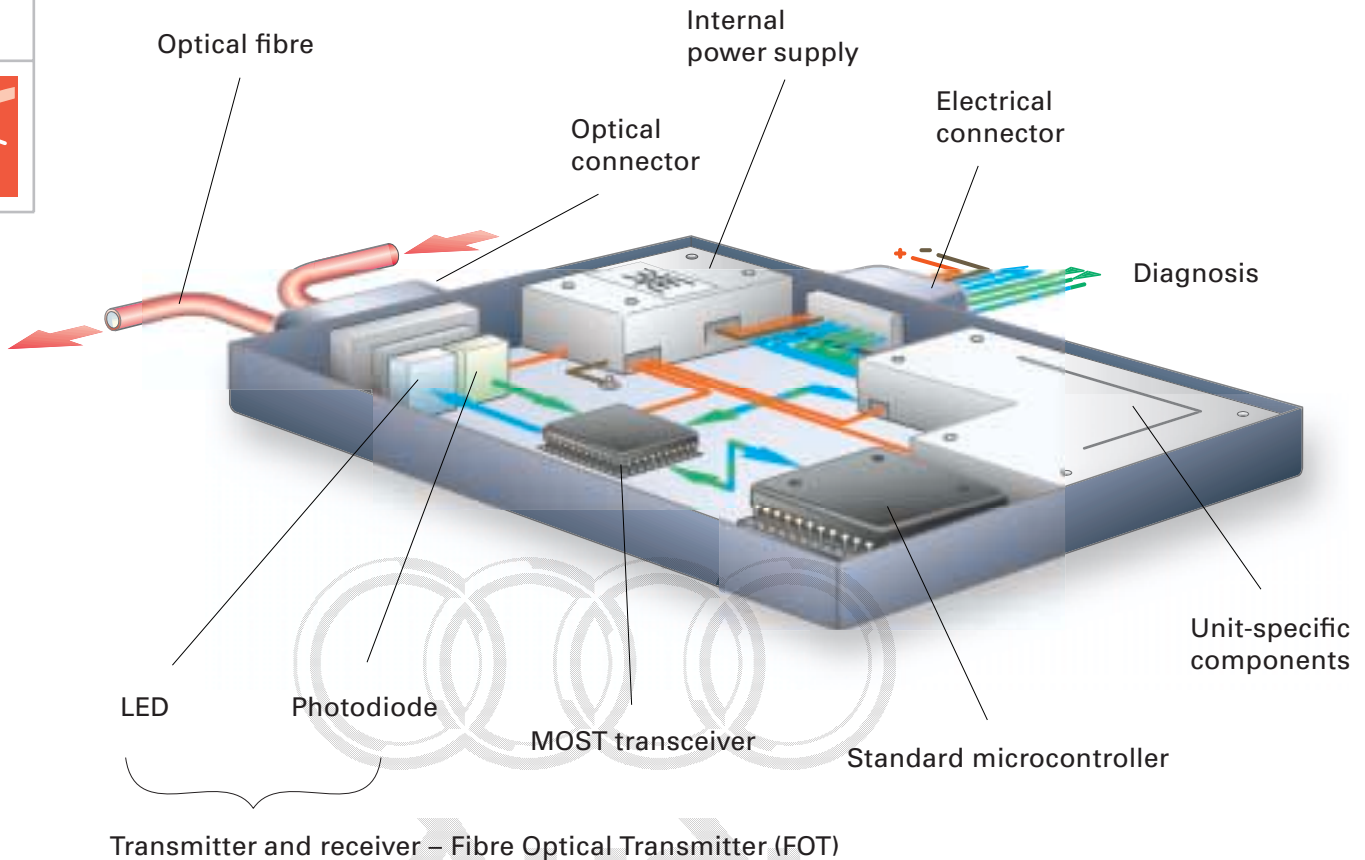 Optical fibre
Internal
power supply
Optical
connector
Electrical
connector
+ -
Diagnosis
Unit-specific
components
LED
Photodiode
MOST transceiver
Standard microcontroller
Transmitter and receiver – Fibre Optical Transmitter (FOT)